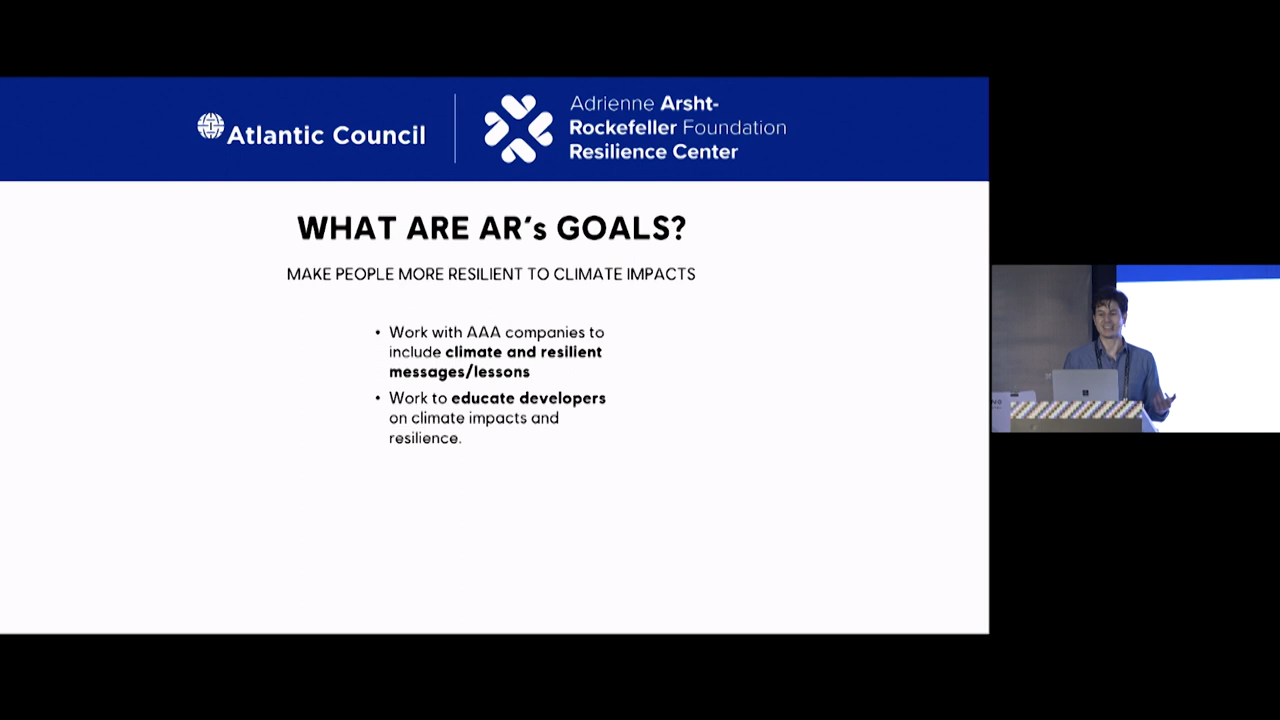 Atlantic Council
Adrienne Arsht-
Rockefeller Foundation
Resilience Center
WHAT ARE AR's GOALS?
MAKE PEOPLE MORE RESILIENT TO CLIMATE IMPACTS
• Work with AAA companies to
include climate and resilient
messages/lessons
• Work to educate developers
on climate impacts and
resilience.